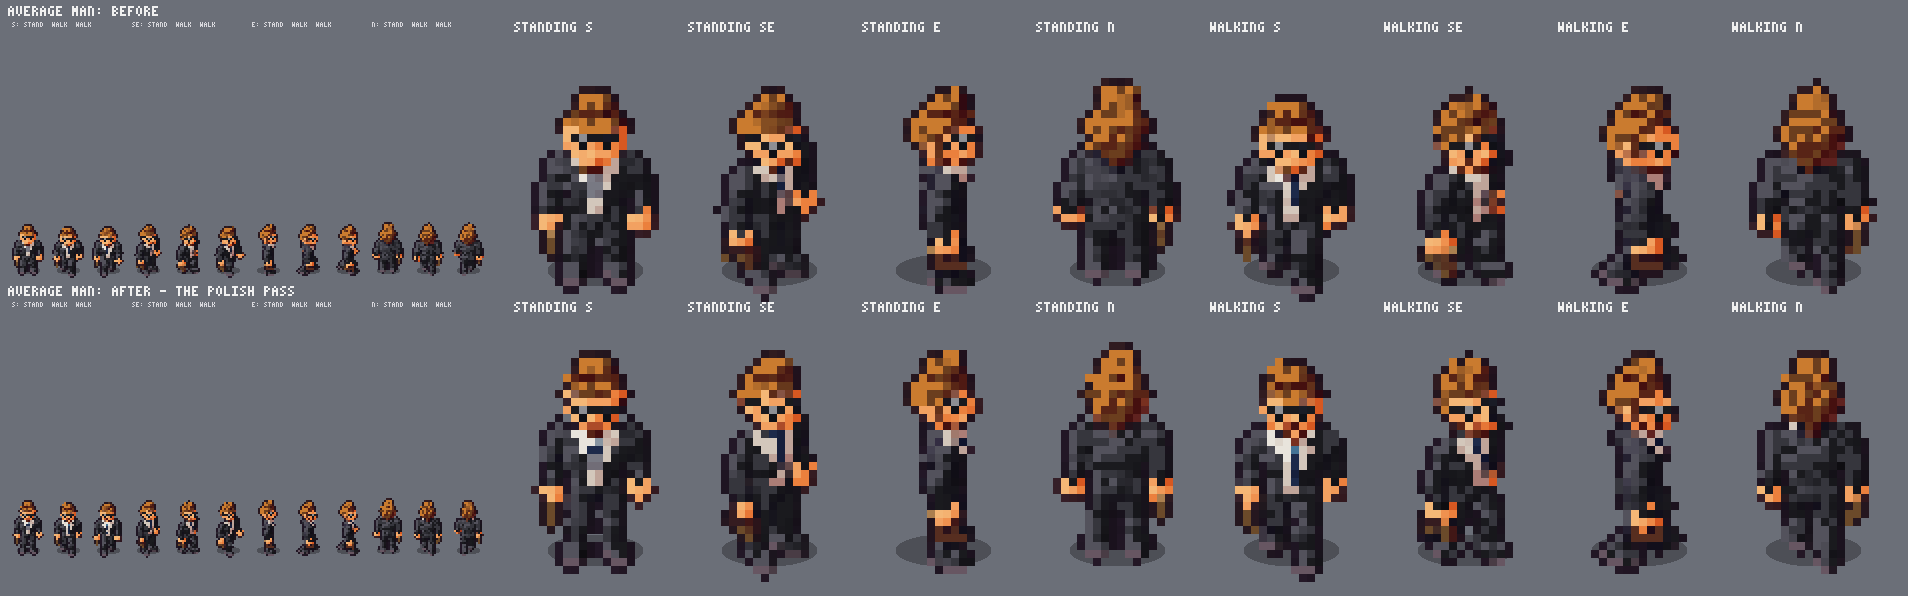 AVERAGE MAN: BEFORE
S: STAND WALK WALK SE: STAND WALK WALK E: STAND WALK WALK N: STAND WALK WALK
STANDING S STANDING SE STANDING E STANDING N WALKING S WALKING SE WALKING E WALKING N
AVERAGE MAN: AFTER - THE POLISH PASS
S: STAND WALK WALK SE: STAND WALK WALK E: STAND WALK WALK N: STAND WALK WALK
STANDING S STANDING SE STANDING E STANDING N WALKING S WALKING SE WALKING E WALKING N